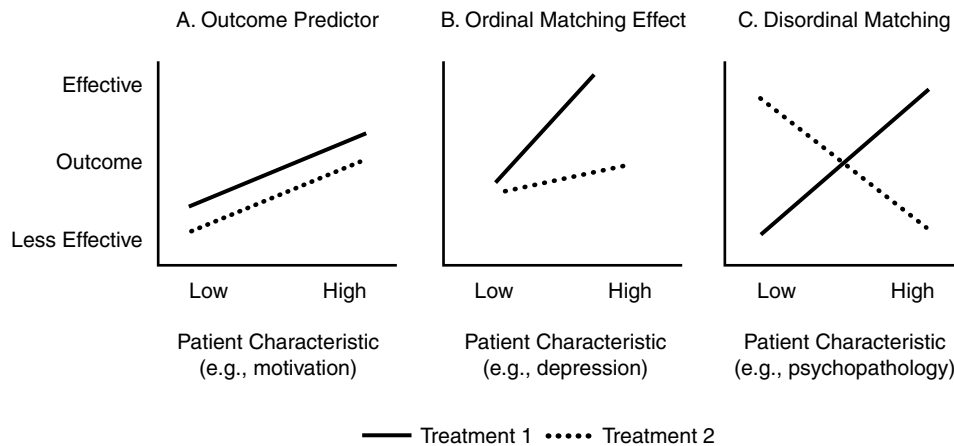 A. Outcome Predictor
B. Ordinal Matching Effect
C. Disordinal Matching
Effective
Outcome
Less Effective
Low High
Low High
Low High
Patient Characteristic
(e.g., motivation)
Patient Characteristic
(e.g., depression)
Patient Characteristic
(e.g., psychopathology)
Treatment 1 Treatment 2